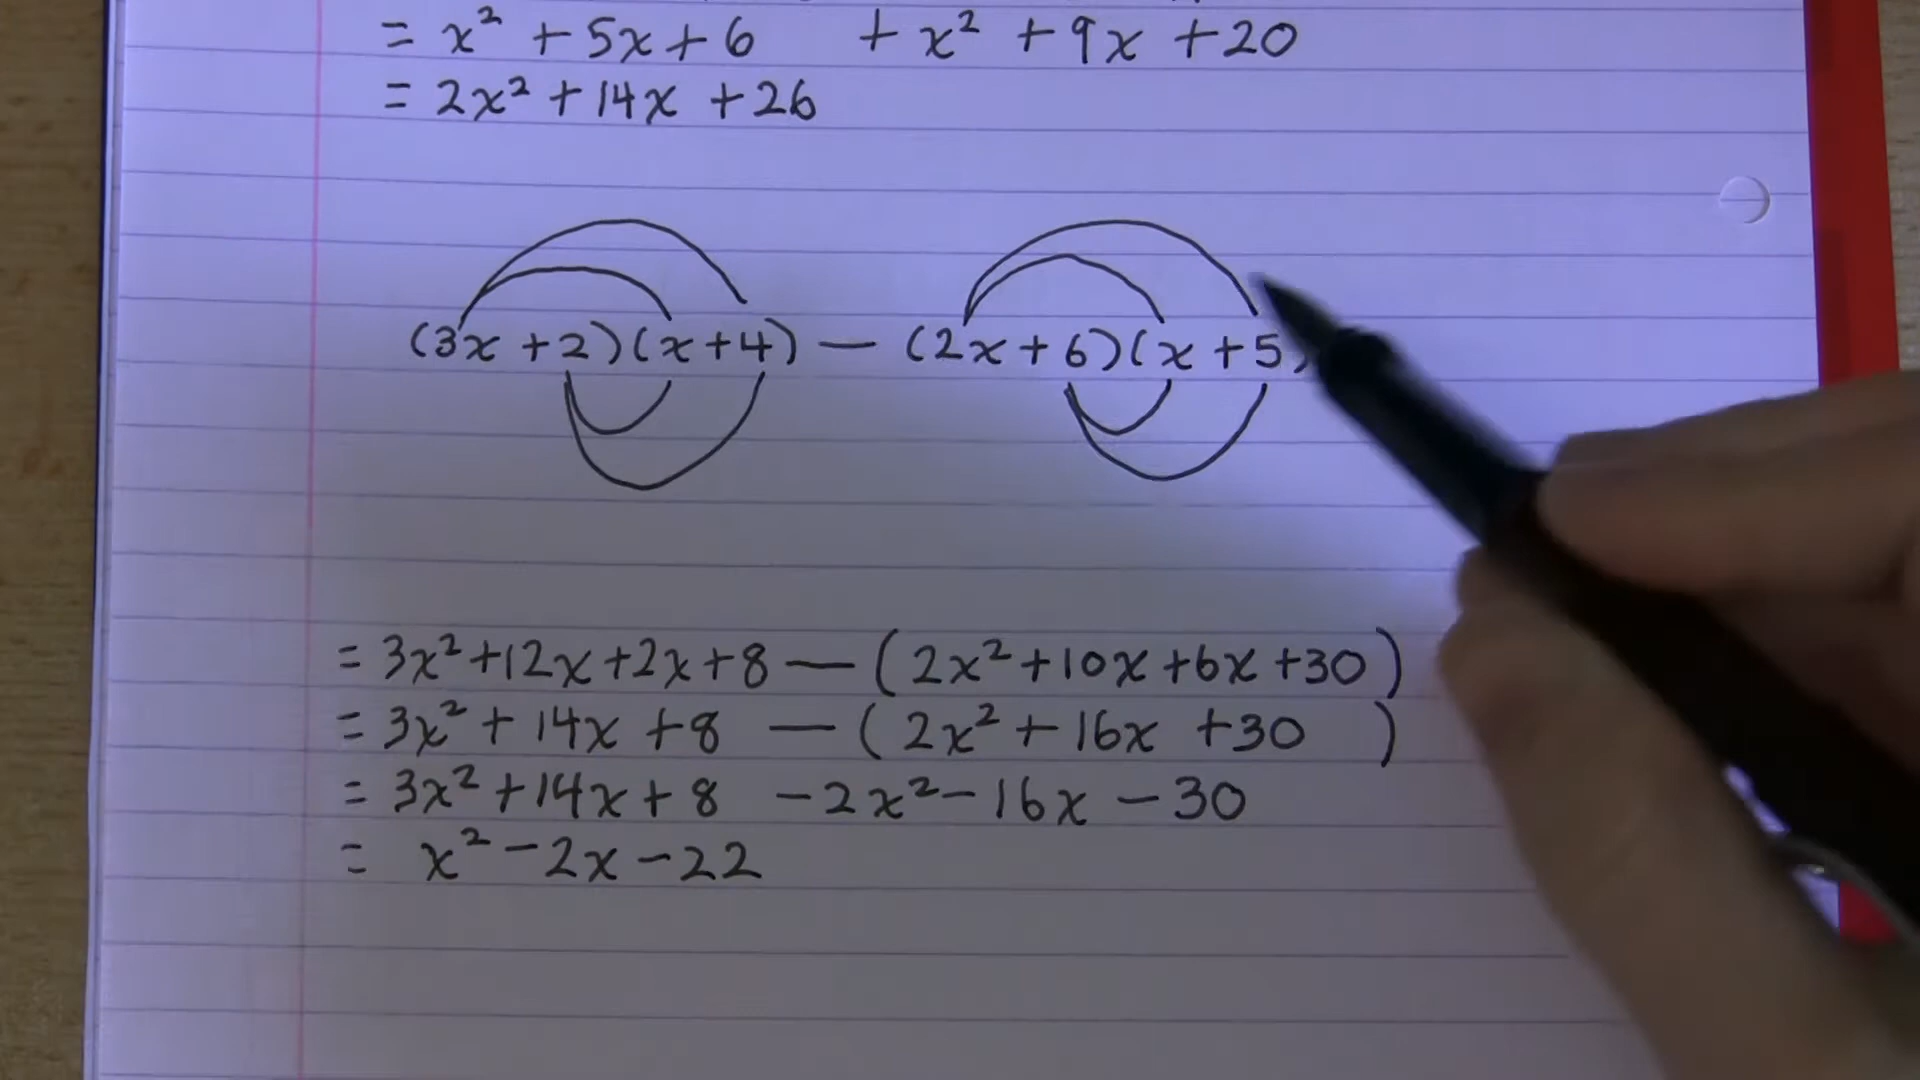 = x² + 5x + 6 + x² + 9x + 20
= 2x² + 14x + 26
(3x + 2)(x + 4) — (2x + 6)(x + 5)
= 3x² + 12x + 2x + 8 — (2x² + 10x + 6x + 30)
= 3x² + 14x + 8 — (2x² + 16x + 30)
= 3x² + 14x + 8 - 2x² - 16x - 30
= x² - 2x - 22